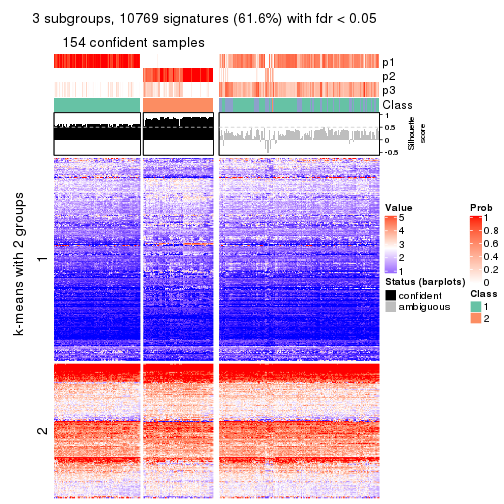 3 subgroups, 10769 signatures (61.6%) with fdr < 0.05
154 confident samples
p1
p2
p3
Class
1
0.5
0
-0.5
Silhouette
score
k-means with 2 groups
1
2
Value
5
4
3
2
1
Prob
1
0.8
0.6
0.4
0.2
0
Status (barplots)
confident
ambiguous
Class
1
2